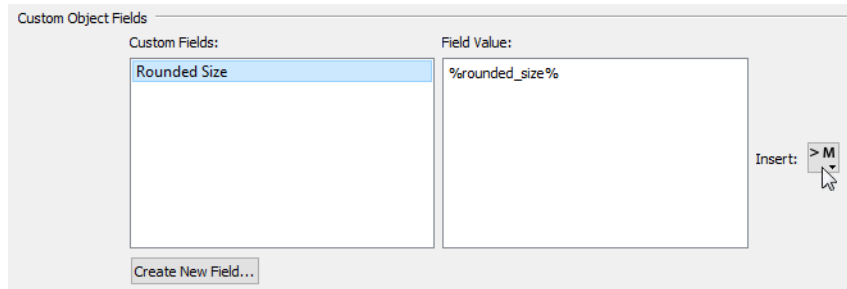 Custom Object Fields
Custom Fields:
Field Value:
Rounded Size
%rounded_size%
Insert:
> M
Create New Field...